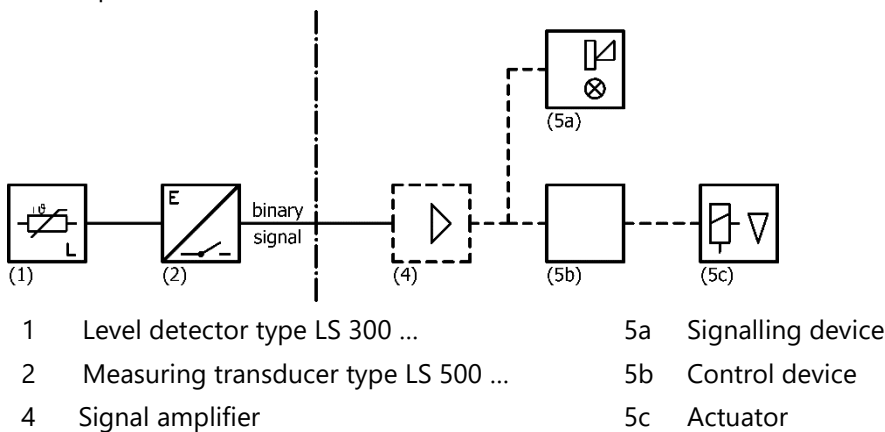 (5a)
E
binary
signal
ϑ
L
(1)
(2)
(4)
(5b)
(5c)
1 Level detector type LS 300 ...
5a Signalling device
2 Measuring transducer type LS 500 ...
5b Control device
4 Signal amplifier
5c Actuator